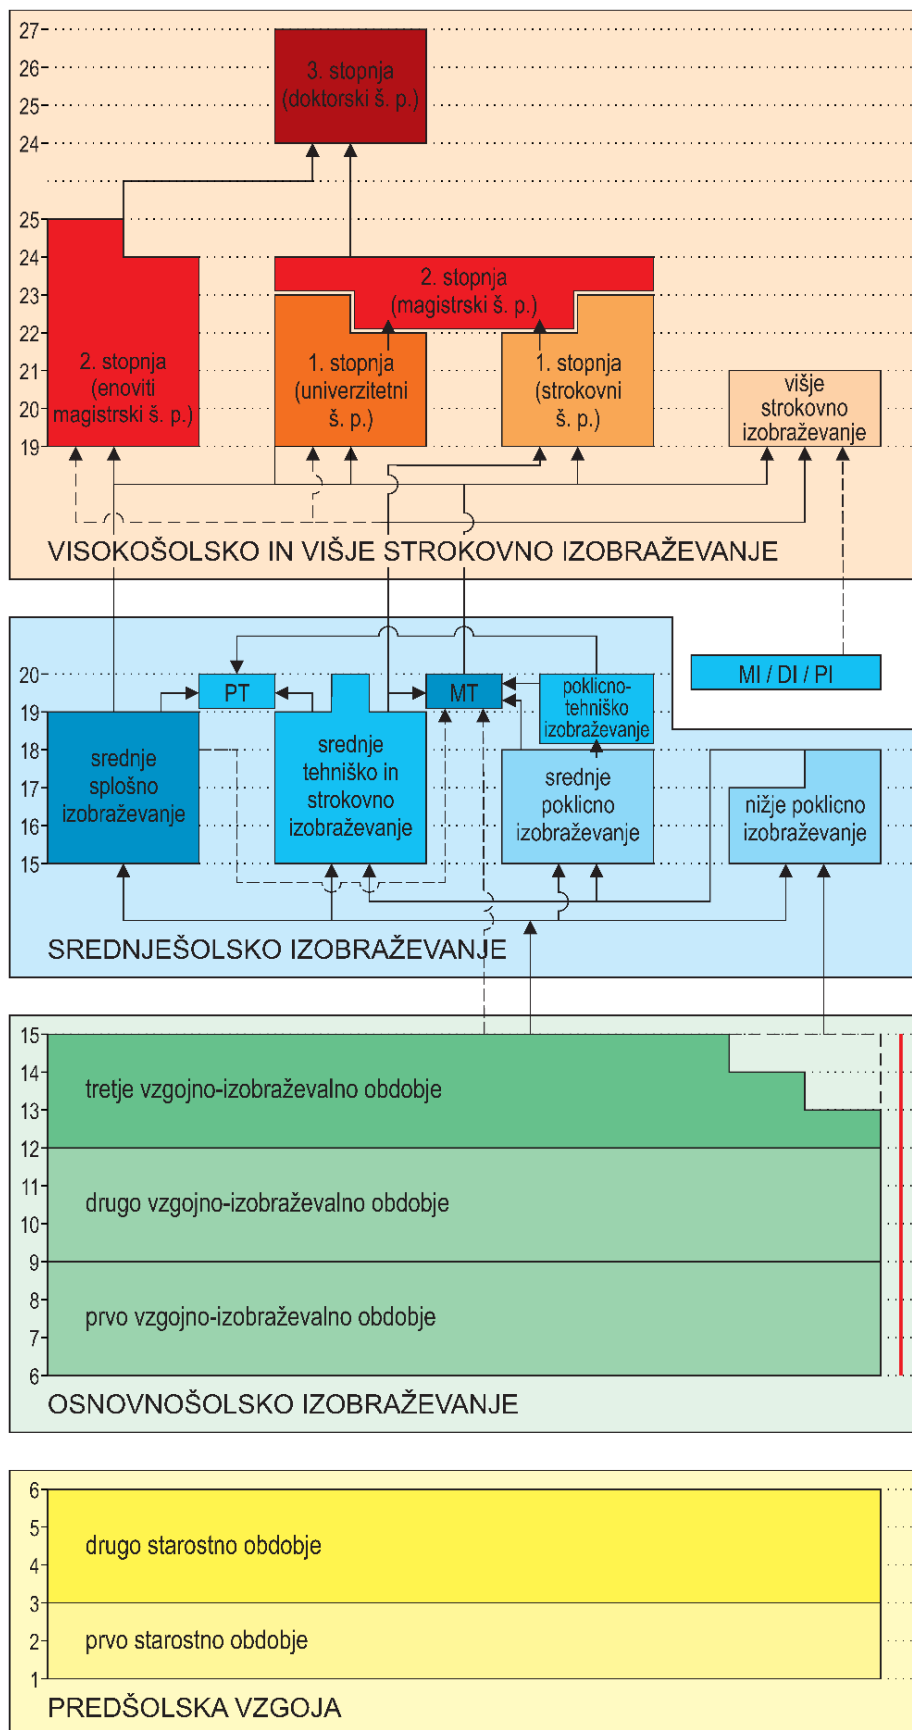 27
26
25
24
25
24
23
22
21
20
19
3. stopnja
(doktorski š. p.)
2. stopnja
(magistrski š. p.)
2. stopnja
(enoviti
magistrski š. p.)
1. stopnja
(univerzitetni
š. p.)
1. stopnja
(strokovni
š. p.)
višje
strokovno
izobraževanje
VISOKOŠOLSKO IN VIŠJE STROKOVNO IZOBRAŽEVANJE
20
19
18
17
16
15
PT
MT
poklicno-
tehniško
izobraževanje
MI / DI / PI
srednje
splošno
izobraževanje
srednje
tehniško in
strokovno
izobraževanje
srednje
poklicno
izobraževanje
nižje poklicno
izobraževanje
SREDNJEŠOLSKO IZOBRAŽEVANJE
15
14
13
12
11
10
9
8
7
6
tretje vzgojno-izobraževalno obdobje
drugo vzgojno-izobraževalno obdobje
prvo vzgojno-izobraževalno obdobje
OSNOVNOŠOLSKO IZOBRAŽEVANJE
6
5
4
3
2
1
drugo starostno obdobje
prvo starostno obdobje
PREDŠOLSKA VZGOJA